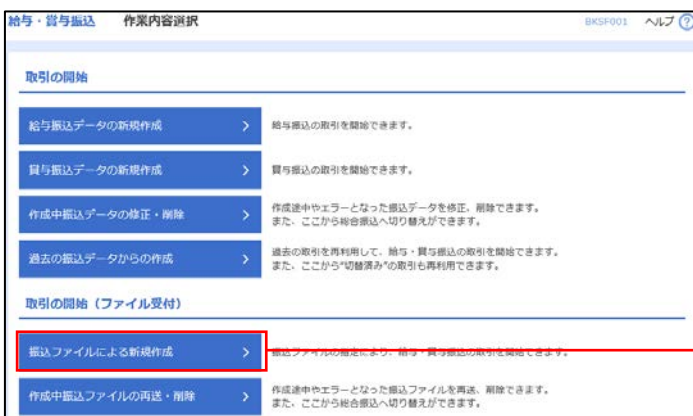 給与・賞与振込 作業内容選択 BKSF001 ヘルプ ?
取引の開始
給与振込データの新規作成 > 給与振込の取引を開始できます。
賞与振込データの新規作成 > 賞与振込の取引を開始できます。
作成中振込データの修正・削除 > 作成途中やエラーとなった振込データを修正、削除できます。
また、ここから総合振込へ切り替えができます。
過去の振込データからの作成 > 過去の取引を再利用して、給与・賞与振込の取引を開始できます。
また、ここから“切替済み”の取引も再利用できます。
取引の開始（ファイル受付）
振込ファイルによる新規作成 > 振込ファイルの指定により、給与・賞与振込の取引を開始できます。
作成中振込ファイルの再送・削除 > 作成途中やエラーとなった振込ファイルを再送、削除できます。
また、ここから総合振込へ切り替えができます。